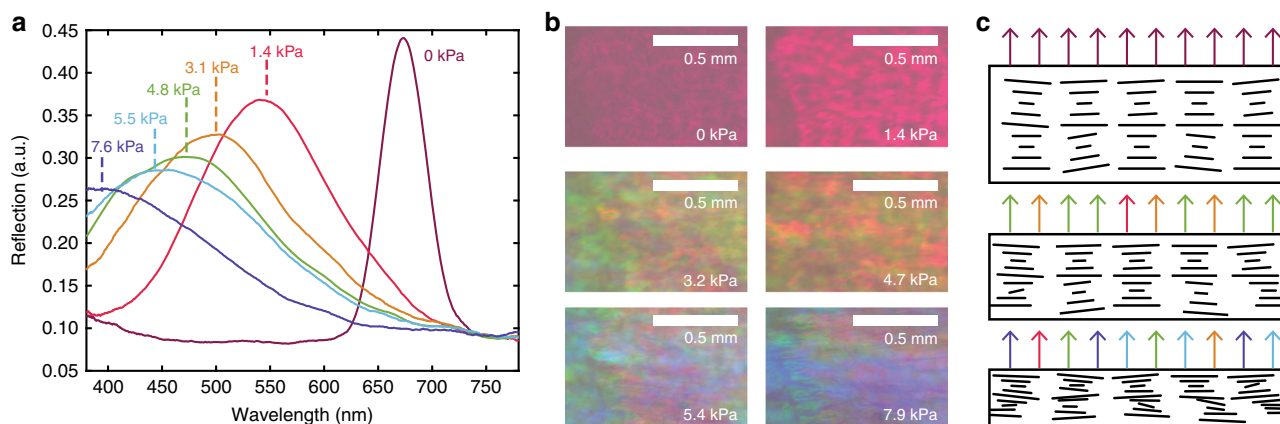 a
0.45
0.40
0.35
0.30
0.25
0.20
0.15
0.10
0.05
Reflection (a.u.)
400 450 500 550 600 650 700 750
Wavelength (nm)
0 kPa
1.4 kPa
3.1 kPa
4.8 kPa
5.5 kPa
7.6 kPa
b
0.5 mm
0 kPa
0.5 mm
1.4 kPa
0.5 mm
3.2 kPa
0.5 mm
4.7 kPa
0.5 mm
5.4 kPa
0.5 mm
7.9 kPa
c